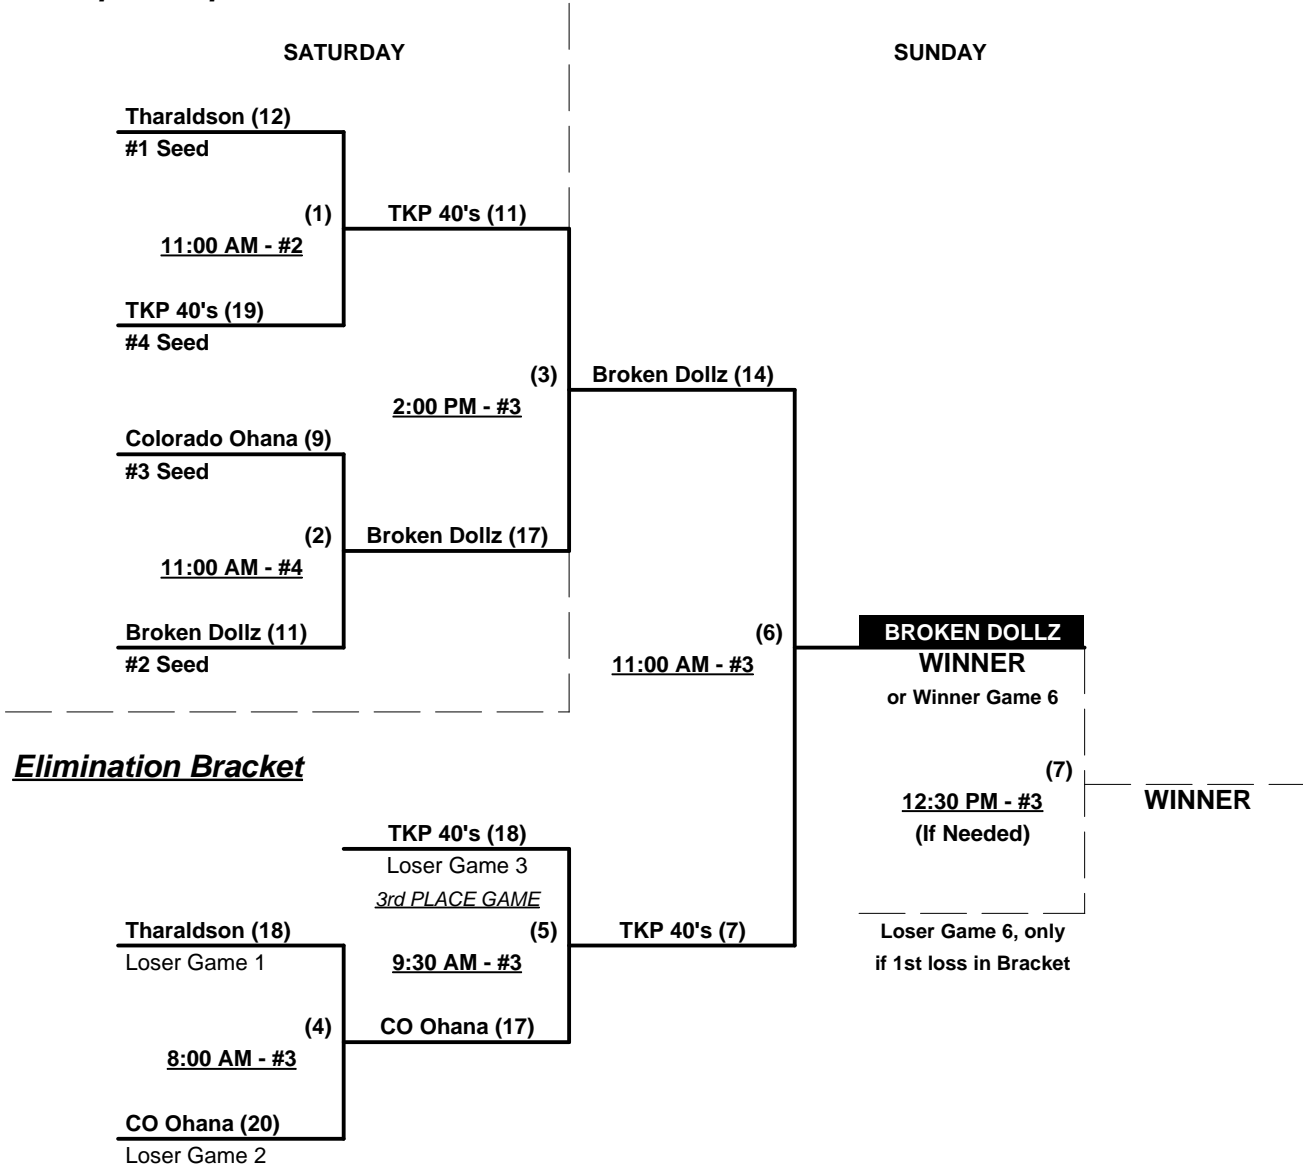 SATURDAY
SUNDAY
Tharaldson (12)
#1 Seed
(1)
TKP 40's (11)
11:00 AM - #2
TKP 40's (19)
#4 Seed
(3)
Broken Dollz (14)
2:00 PM - #3
Colorado Ohana (9)
#3 Seed
(2)
Broken Dollz (17)
11:00 AM - #4
Broken Dollz (11)
#2 Seed
(6)
BROKEN DOLLZ
11:00 AM - #3
WINNER
or Winner Game 6
Elimination Bracket
(7)
12:30 PM - #3
WINNER
(If Needed)
TKP 40's (18)
Loser Game 3
3rd PLACE GAME
Tharaldson (18)
Loser Game 1
(5)
TKP 40's (7)
9:30 AM - #3
Loser Game 6, only
if 1st loss in Bracket
(4)
CO Ohana (17)
8:00 AM - #3
CO Ohana (20)
Loser Game 2